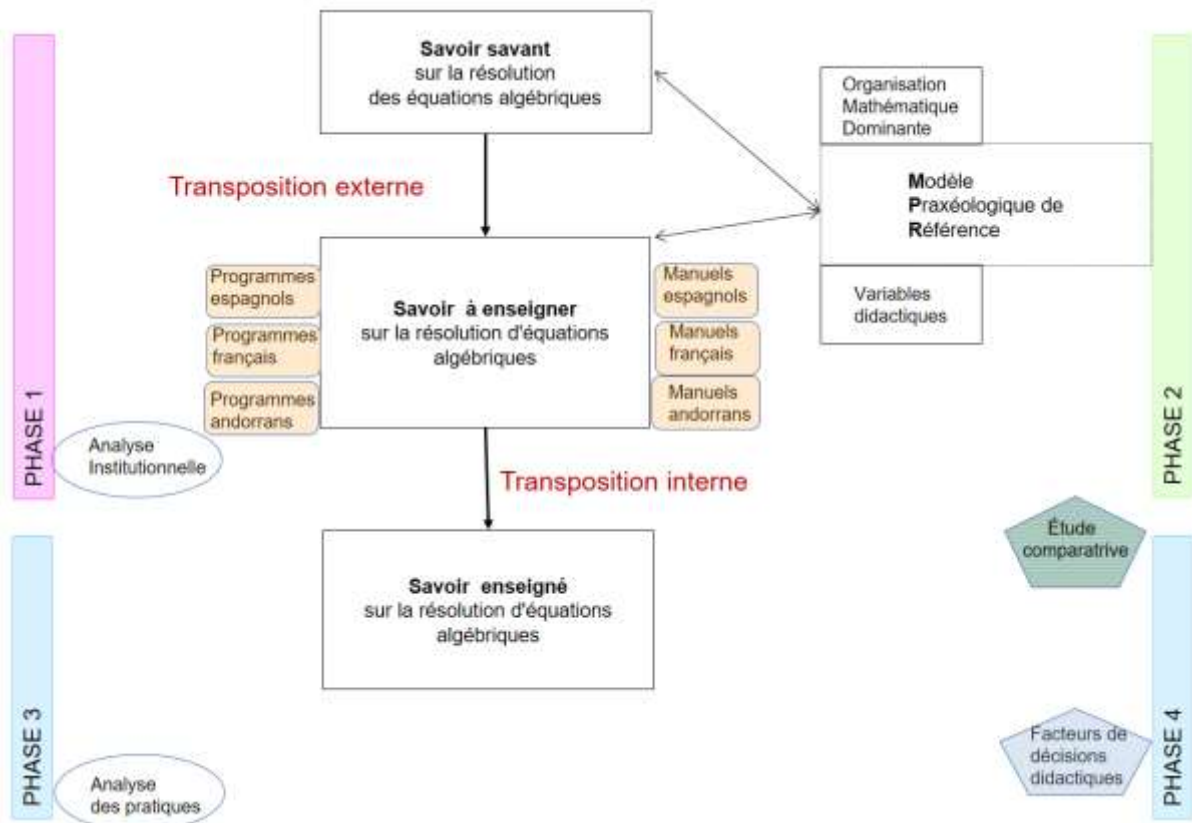 Savoir savant
sur la résolution
des équations algébriques
Organisation
Mathématique
Dominante
Transposition externe
Modèle
Praxéologique de
Référence
Programmes
espagnols
Programmes
français
Programmes
andorrans
Savoir à enseigner
sur la résolution d'équations
algébriques
Manuels
espagnols
Manuels
français
Manuels
andorrans
Variables
didactiques
PHASE 1
Analyse
Institutionnelle
PHASE 2
Transposition interne
Étude
comparatrive
Savoir enseigné
sur la résolution d'équations
algébriques
PHASE 3
Analyse
des pratiques
Facteurs de
décisions
didactiques
PHASE 4